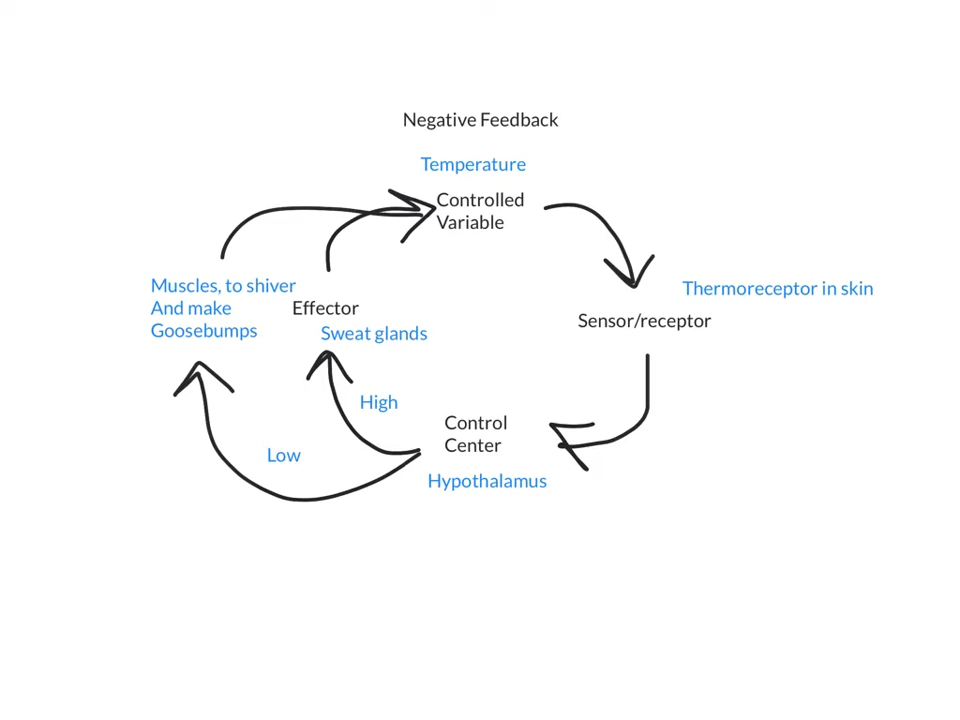 Negative Feedback
Temperature
Controlled
Variable
Muscles, to shiver
And make
Goosebumps
Effector
Sweat glands
Thermoreceptor in skin
Sensor/receptor
High
Low
Control
Center
Hypothalamus